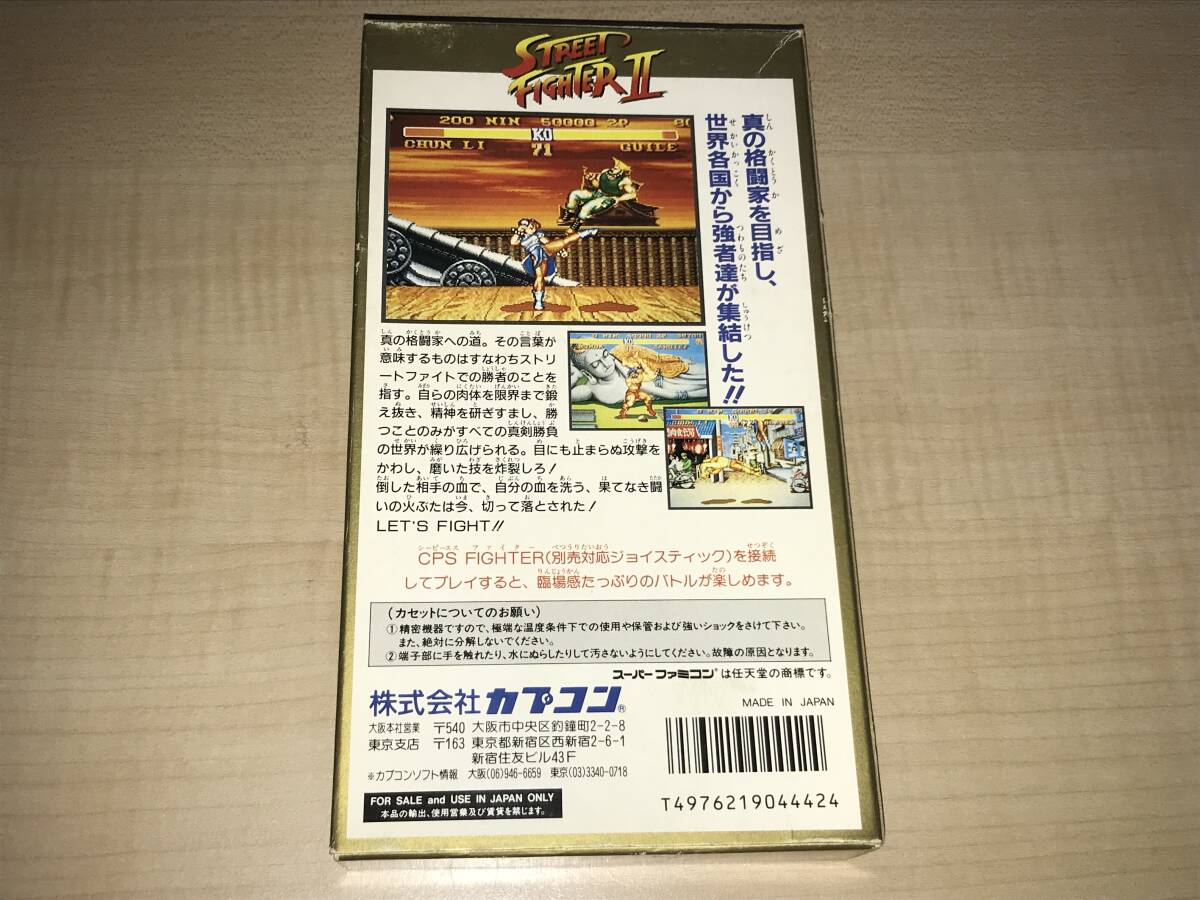 STREET
FIGHTER II
真の格闘家を目指し、
世界各国から強者達が集結した!!
200 NIN 50000 2P
KO
CHUN LI 71 GUILE
真の格闘家への道。その言葉が
意味するものはすなわちストリ
ートファイトでの勝者のことを
指す。自らの肉体を限界まで鍛
え抜き、精神を研ぎすまし、勝
つことのみがすべての真剣勝負
の世界が繰り広げられる。目にも止まらぬ攻撃を
かわし、磨いた技を炸裂しろ!
倒した相手の血で、自分の血を洗う、果てなき闘
いの火ぶたは今、切って落とされた!
LET'S FIGHT!!
CPS FIGHTER(別売対応ジョイスティック)を接続
してプレイすると、臨場感たっぷりのバトルが楽しめます。
(カセットについてのお願い)
①精密機器ですので、極端な温度条件下での使用や保管および強いショックをさけて下さい。
また、絶対に分解しないでください。
②端子部に手を触れたり、水にぬらしたりして汚さないようにしてください。故障の原因となります。
スーパーファミコン®は任天堂の商標です。
株式会社カプコン®
MADE IN JAPAN
大阪本社営業 〒540 大阪市中央区釣鐘町2-2-8
東京支店 〒163 東京都新宿区西新宿2-6-1
新宿住友ビル43F
※カプコンソフト情報 大阪(06)946-6659 東京(03)3340-0718
FOR SALE and USE IN JAPAN ONLY
本品の輸出、使用営業及び賃貸を禁じます。
T4976219044424